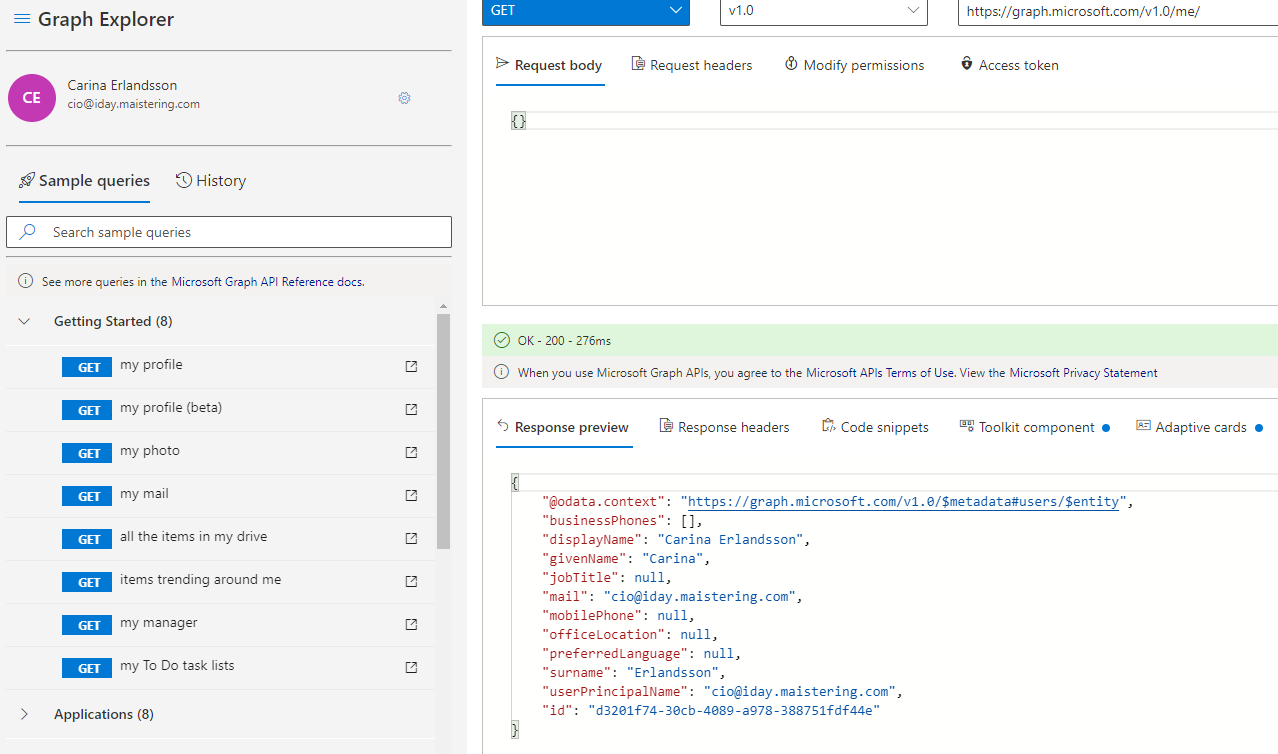 Graph Explorer
CE
Carina Erlandsson
cio@iday.maistering.com
Sample queries
History
Search sample queries
See more queries in the Microsoft Graph API Reference docs.
Getting Started (8)
GET my profile
GET my profile (beta)
GET my photo
GET my mail
GET all the items in my drive
GET items trending around me
GET my manager
GET my To Do task lists
Applications (8)
GET
v1.0
https://graph.microsoft.com/v1.0/me/
Request body
Request headers
Modify permissions
Access token
{}
OK - 200 - 276ms
When you use Microsoft Graph APIs, you agree to the Microsoft APIs Terms of Use. View the Microsoft Privacy Statement
Response preview
Response headers
Code snippets
Toolkit component
Adaptive cards
{
"@odata.context": "https://graph.microsoft.com/v1.0/$metadata#users/$entity",
"businessPhones": [],
"displayName": "Carina Erlandsson",
"givenName": "Carina",
"jobTitle": null,
"mail": "cio@iday.maistering.com",
"mobilePhone": null,
"officeLocation": null,
"preferredLanguage": null,
"surname": "Erlandsson",
"userPrincipalName": "cio@iday.maistering.com",
"id": "d3201f74-30cb-4089-a978-388751fdf44e"
}